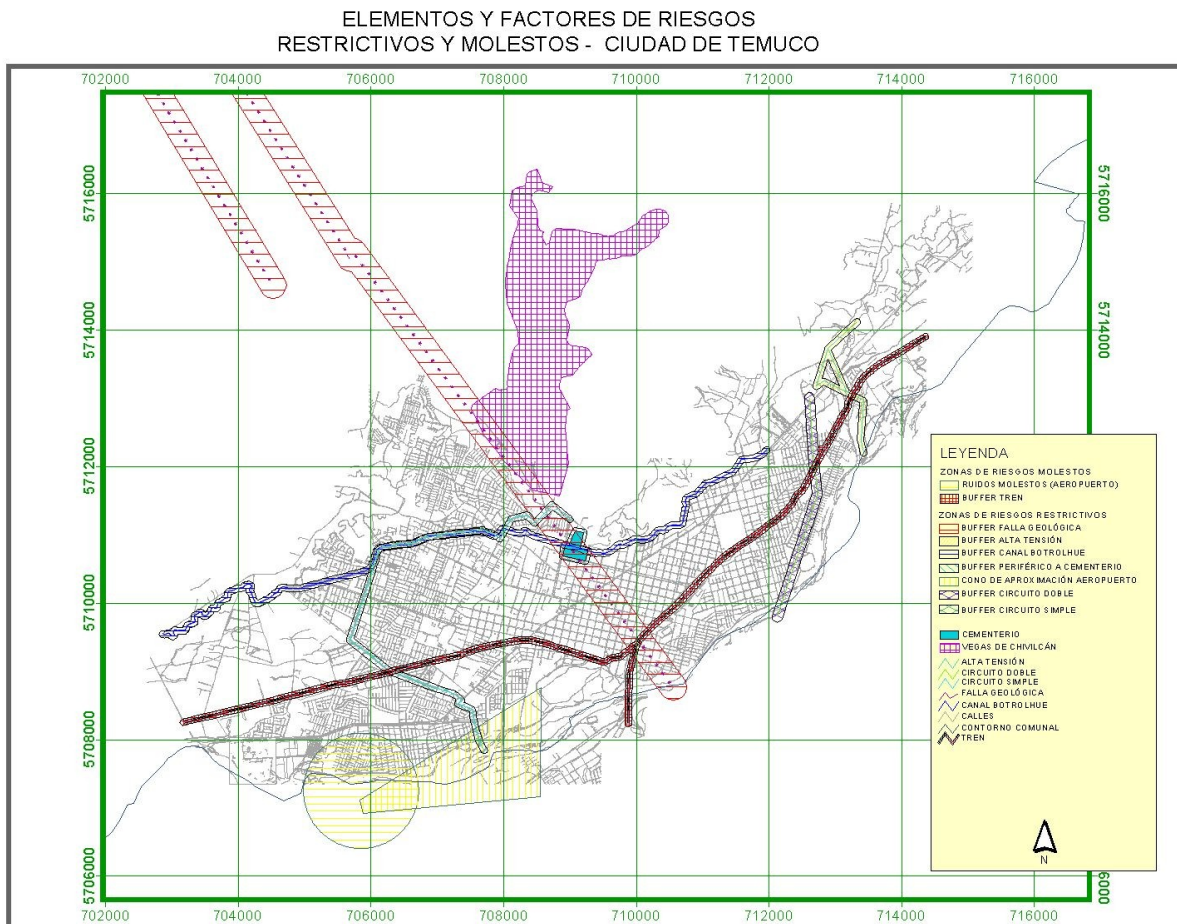 ELEMENTOS Y FACTORES DE RIESGOS
RESTRICTIVOS Y MOLESTOS - CIUDAD DE TEMUCO
702000 704000 706000 708000 710000 712000 714000 716000
5716000 5716000
5714000 5714000
5712000
5710000
5708000
5706000 6000
LEYENDA
ZONAS DE RIESGOS MOLESTOS
RUIDOS MOLESTOS (AEROPUERTO)
BUFFER TREN
ZONAS DE RIESGOS RESTRICTIVOS
BUFFER FALLA GEOLÓGICA
BUFFER ALTA TENSIÓN
BUFFER CANAL BOTROLHUE
BUFFER PERIFÉRICO A CEMENTERIO
CONO DE APROXIMACIÓN AEROPUERTO
BUFFER CIRCUITO DOBLE
BUFFER CIRCUITO SIMPLE
CEMENTERIO
VEGAS DE CHIVILCÁN
ALTA TENSIÓN
CIRCUITO DOBLE
CIRCUITO SIMPLE
FALLA GEOLÓGICA
CANAL BOTROLHUE
CALLES
CONTORNO COMUNAL
TREN
N
702000 704000 706000 708000 710000 712000 714000 716000